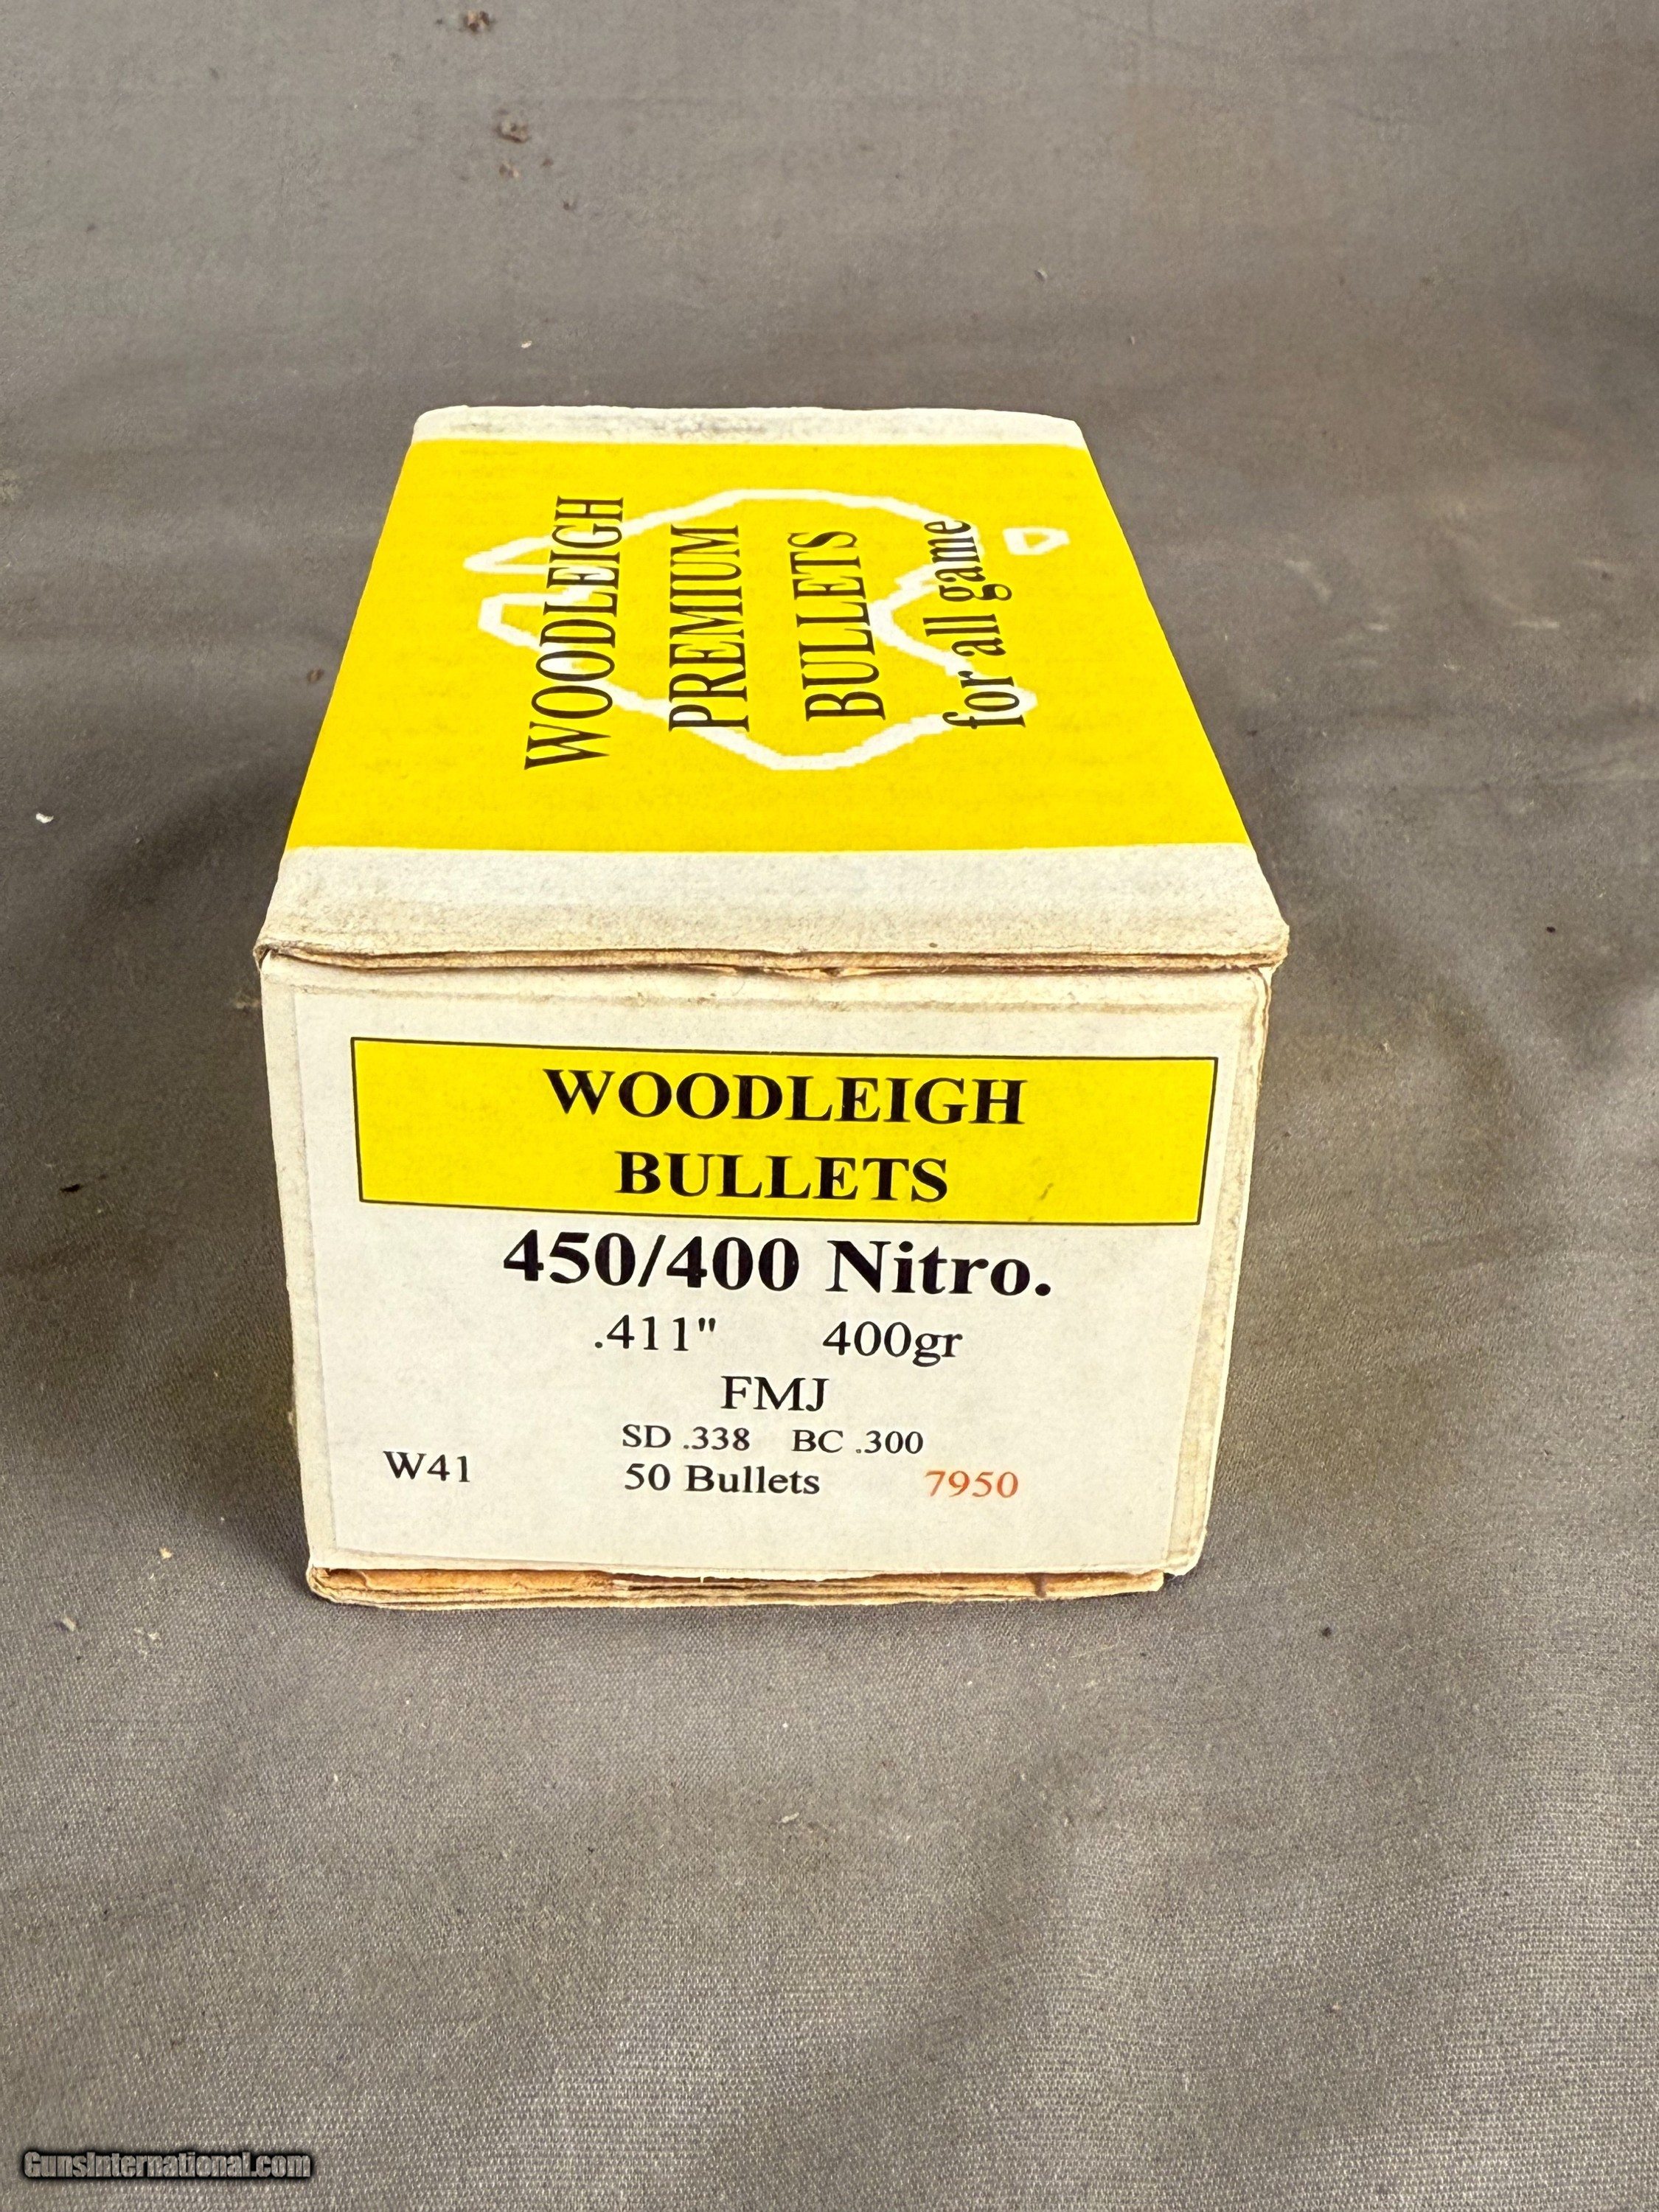 WOODLEIGH
PREMIUM
BULLETS
for all game
WOODLEIGH
BULLETS
450/400 Nitro.
.411" 400gr
FMJ
SD .338 BC .300
W41 50 Bullets 7950
GunsInternational.com